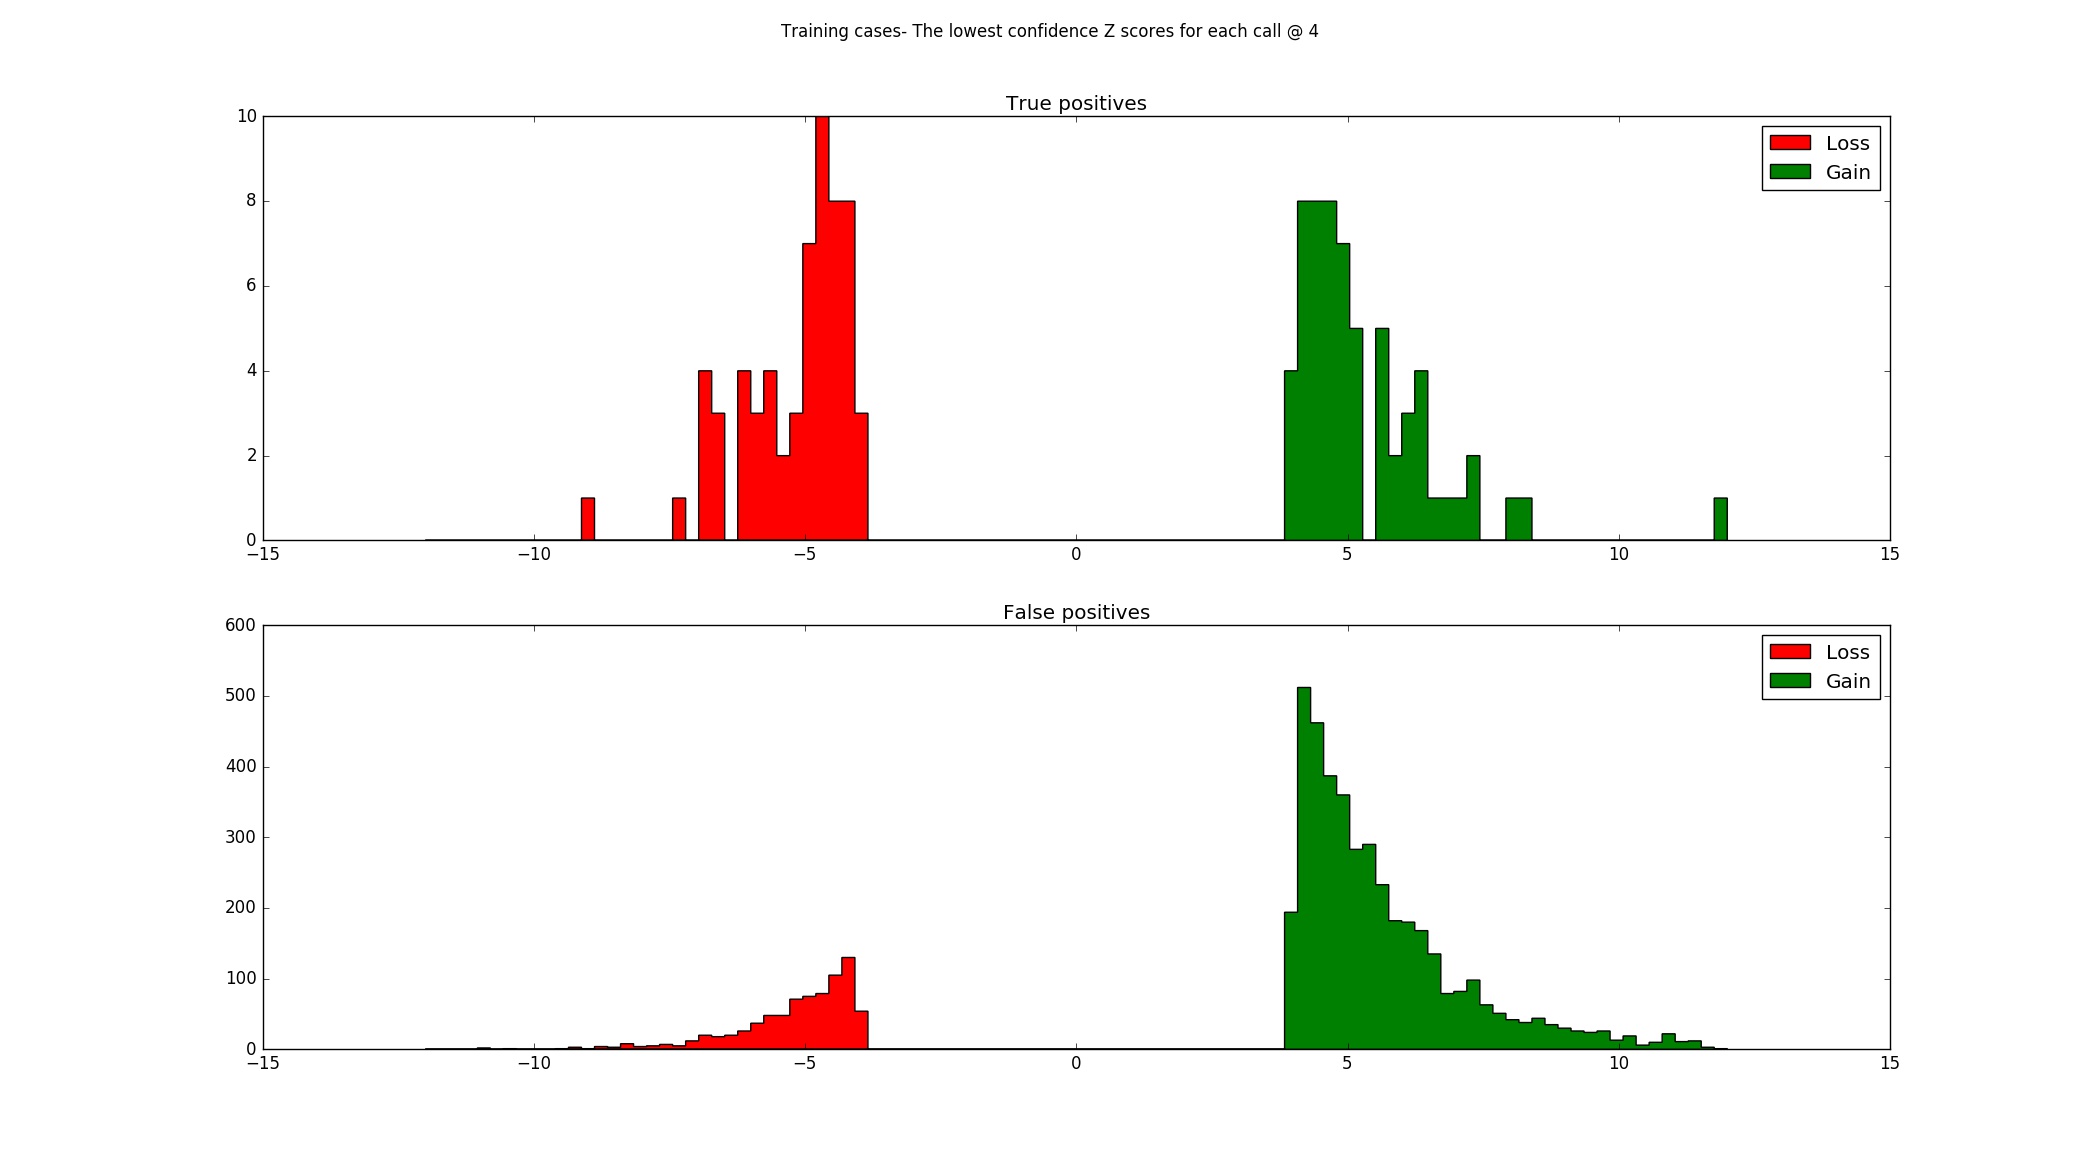 Training cases- The lowest confidence Z scores for each call @ 4
True positives
10
8
6
4
2
0
Loss
Gain
−15 −10 −5 0 5 10 15
False positives
600
500
400
300
200
100
0
Loss
Gain
−15 −10 −5 0 5 10 15